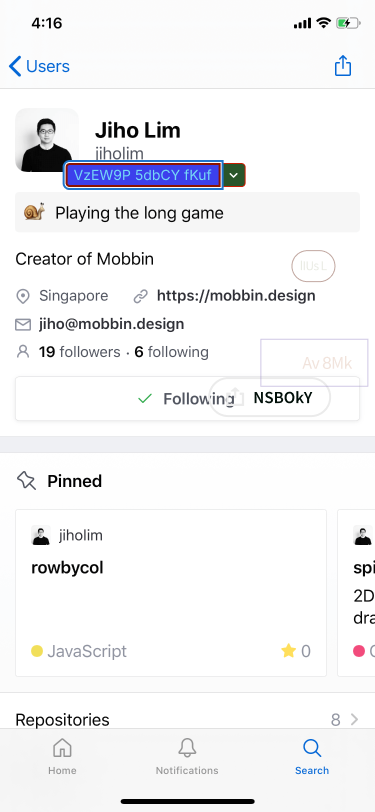 4:16
Users
Jiho Lim
jiholim
VzEW9P 5dbCY fKuf
Playing the long game
Creator of Mobbin
Singapore https://mobbin.design
jiho@mobbin.design
19 followers · 6 following
Av 8Mk
Following
NSBOkY
Pinned
jiholim
rowbycol
spi
2D
dra
JavaScript
0
Repositories
8
Home
Notifications
Search